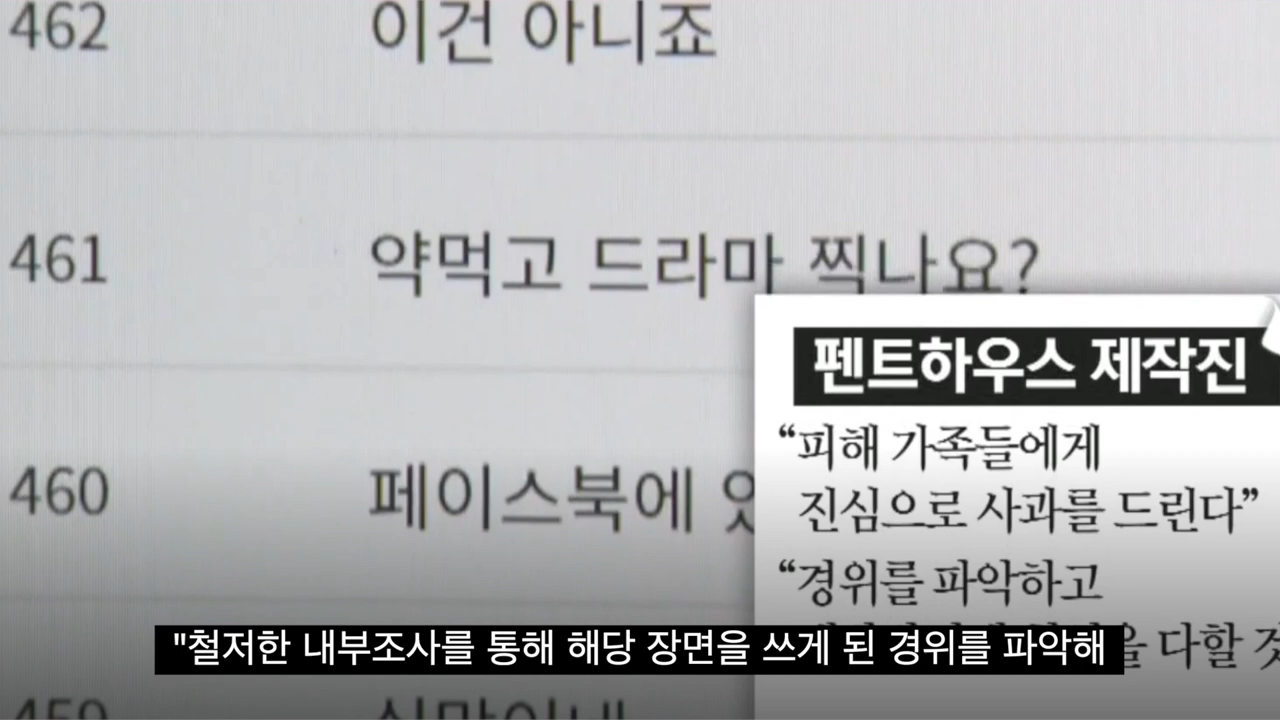 462 이건 아니죠
461 약먹고 드라마 찍나요?
460 페이스북에
펜트하우스 제작진
“피해 가족들에게
진심으로 사과를 드린다”
“경위를 파악하고
다할
"철저한 내부조사를 통해 해당 장면을 쓰게 된 경위를 파악해
459